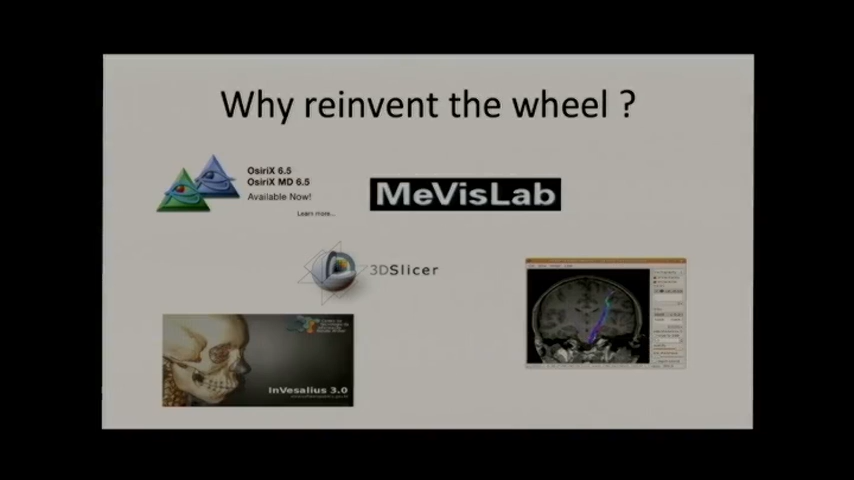 Why reinvent the wheel ?
OsiriX 6.5
OsiriX MD 6.5
Available Now!
Learn more...
MeVisLab
3DSlicer
InVesalius 3.0